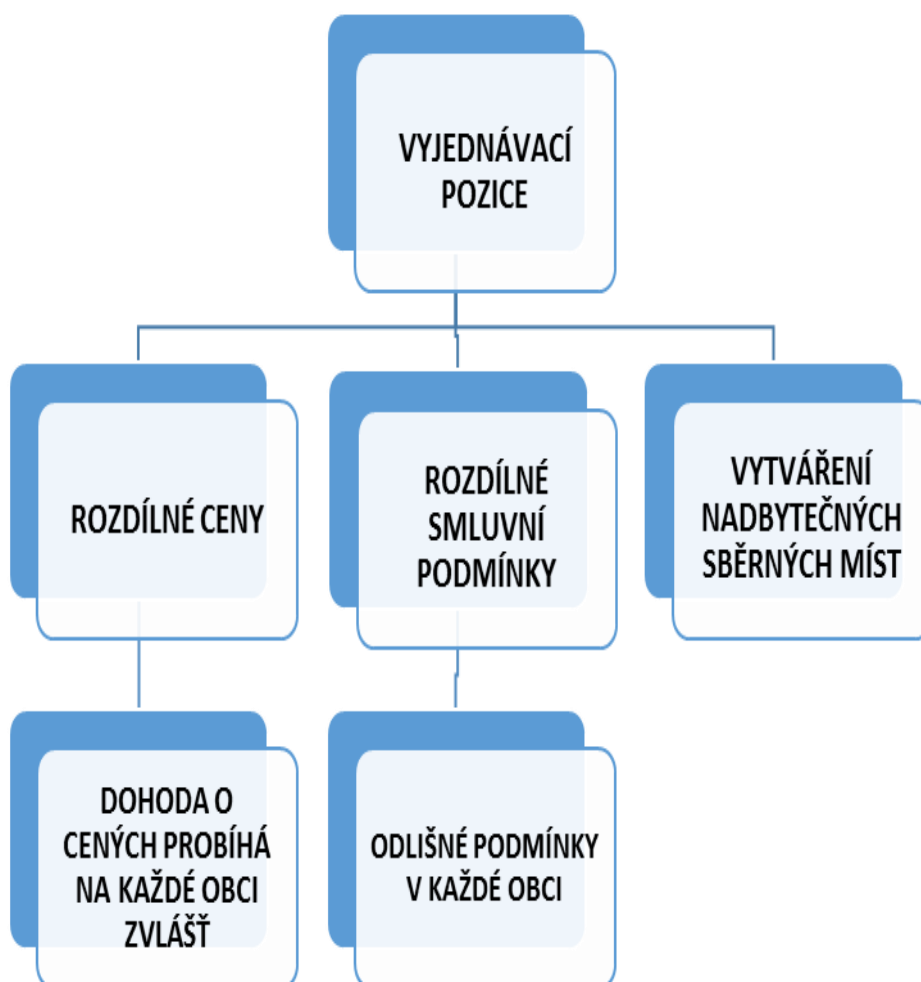 VYJEDNÁVACÍ
POZICE
ROZDÍLNÉ CENY
ROZDÍLNÉ
SMLUVNÍ
PODMÍNKY
VYTVÁŘENÍ
NADBYTEČNÝCH
SBĚRNÝCH MÍST
DOHODA O
CENÝCH PROBÍHÁ
NA KAŽDÉ OBCI
ZVLÁŠŤ
ODLIŠNÉ PODMÍNKY
V KAŽDÉ OBCI